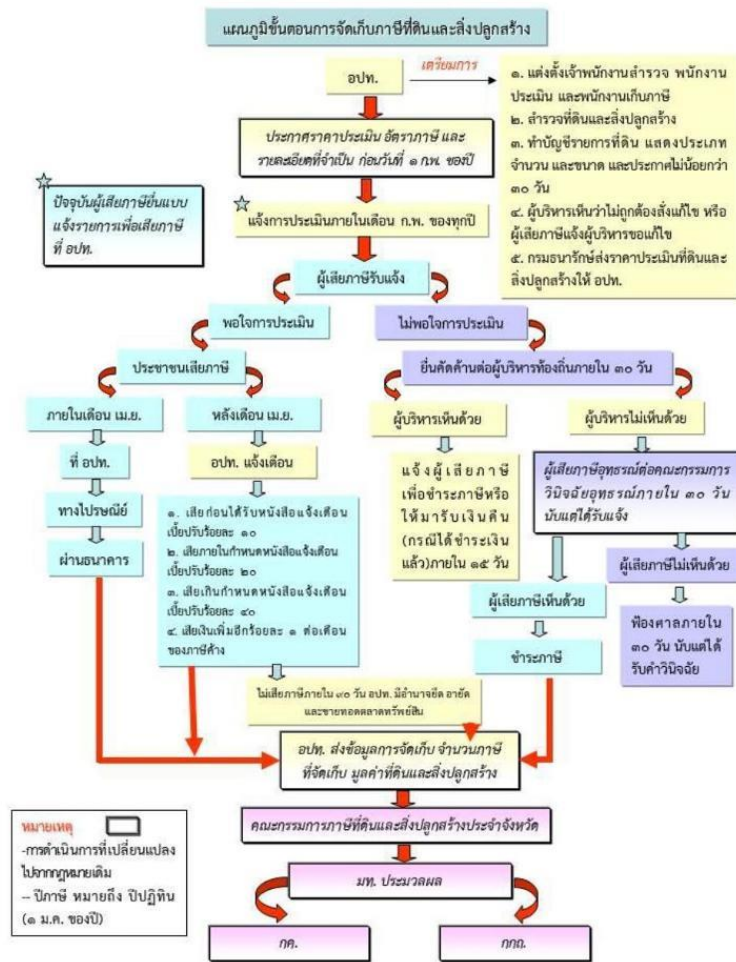 แผนภูมิขั้นตอนการจัดเก็บภาษีที่ดินและสิ่งปลูกสร้าง
อปท.
เตรียมการ
๑. แต่งตั้งเจ้าพนักงานสำรวจ พนักงาน
ประเมิน และพนักงานเก็บภาษี
๒. สำรวจที่ดินและสิ่งปลูกสร้าง
๓. ทำบัญชีรายการที่ดิน แสดงประเภท
จำนวน และขนาด และประกาศไม่น้อยกว่า
๓๐ วัน
๔. ผู้บริหารเห็นว่าไม่ถูกต้องสั่งแก้ไข หรือ
ผู้เสียภาษีแจ้งผู้บริหารขอแก้ไข
๕. กรมธนารักษ์ส่งราคาประเมินที่ดินและ
สิ่งปลูกสร้างให้ อปท.
ประกาศราคาประเมิน อัตราภาษี และ
รายละเอียดที่จำเป็น ก่อนวันที่ ๑ ก.พ. ของปี
ปัจจุบันผู้เสียภาษียื่นแบบ
แจ้งรายการเพื่อเสียภาษี
ที่ อปท.
แจ้งการประเมินภายในเดือน ก.พ. ของทุกปี
ผู้เสียภาษีรับแจ้ง
พอใจการประเมิน
ไม่พอใจการประเมิน
ประชาชนเสียภาษี
ยื่นคัดค้านต่อผู้บริหารท้องถิ่นภายใน ๓๐ วัน
ภายในเดือน เม.ย.
หลังเดือน เม.ย.
ผู้บริหารเห็นด้วย
ผู้บริหารไม่เห็นด้วย
ที่ อปท.
ทางไปรษณีย์
ผ่านธนาคาร
อปท. แจ้งเตือน
๑. เสียก่อนได้รับหนังสือแจ้งเตือน
เบี้ยปรับร้อยละ ๑๐
๒. เสียภายในกำหนดหนังสือแจ้งเตือน
เบี้ยปรับร้อยละ ๒๐
๓. เสียเกินกำหนดหนังสือแจ้งเตือน
เบี้ยปรับร้อยละ ๔๐
๔. เสียเงินเพิ่มอีกร้อยละ ๑ ต่อเดือน
ของภาษีค้าง
แจ้งผู้เสียภาษี
เพื่อชำระภาษีหรือ
ให้มารับเงินคืน
(กรณีได้ชำระเงิน
แล้ว)ภายใน ๑๕ วัน
ผู้เสียภาษีอุทธรณ์ต่อคณะกรรมการ
วินิจฉัยอุทธรณ์ภายใน ๓๐ วัน
นับแต่ได้รับแจ้ง
ผู้เสียภาษีเห็นด้วย
ผู้เสียภาษีไม่เห็นด้วย
ชำระภาษี
ฟ้องศาลภายใน
๓๐ วัน นับแต่ได้
รับคำวินิจฉัย
ไม่เสียภาษีภายใน ๙๐ วัน อปท. มีอำนาจยึด อายัด
และขายทอดตลาดทรัพย์สิน
อปท. ส่งข้อมูลการจัดเก็บ จำนวนภาษี
ที่จัดเก็บ มูลค่าที่ดินและสิ่งปลูกสร้าง
คณะกรรมการภาษีที่ดินและสิ่งปลูกสร้างประจำจังหวัด
มท. ประมวลผล
กค.
กกถ.
หมายเหตุ
-การดำเนินการที่เปลี่ยนแปลง
ไปจากกฎหมายเดิม
-- ปีภาษี หมายถึง ปีปฏิทิน
(๑ ม.ค. ของปี)